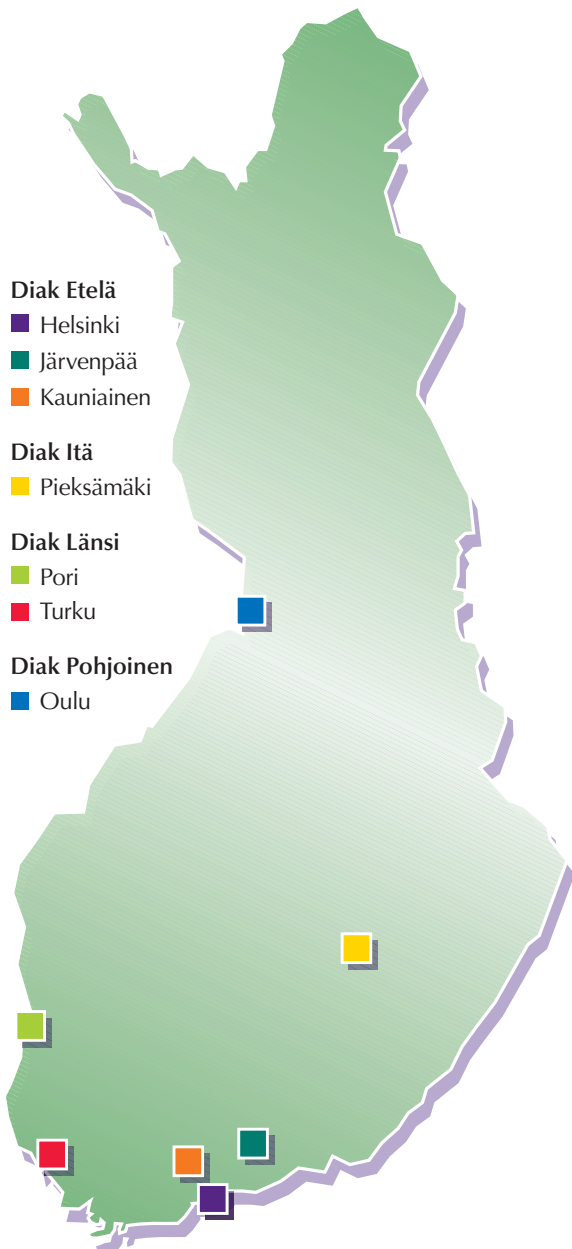 Diak Etelä
Helsinki
Järvenpää
Kauniainen
Diak Itä
Pieksämäki
Diak Länsi
Pori
Turku
Diak Pohjoinen
Oulu